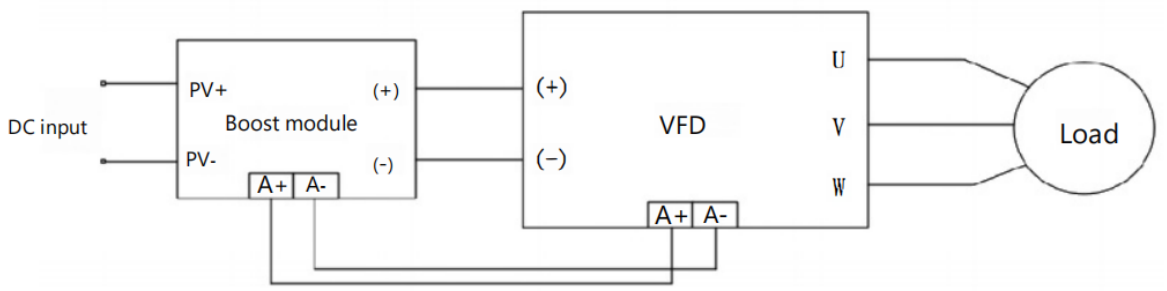 DC input
PV+
PV-
Boost module
(+)
(-)
A+ A-
(+)
(-)
VFD
A+ A-
U
V
W
Load